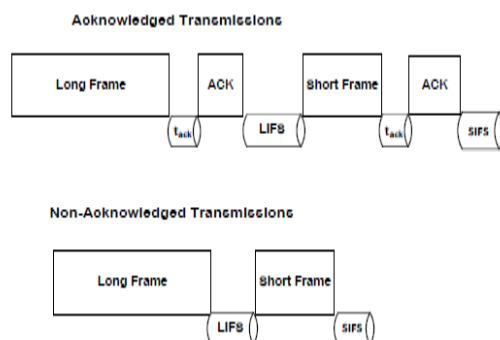 Aoknowledged Transmissions
Long Frame
ACK
Short Frame
ACK
tack
LIFS
tack
SIFS
Non-Aoknowledged Transmissions
Long Frame
Short Frame
LIFS
SIFS